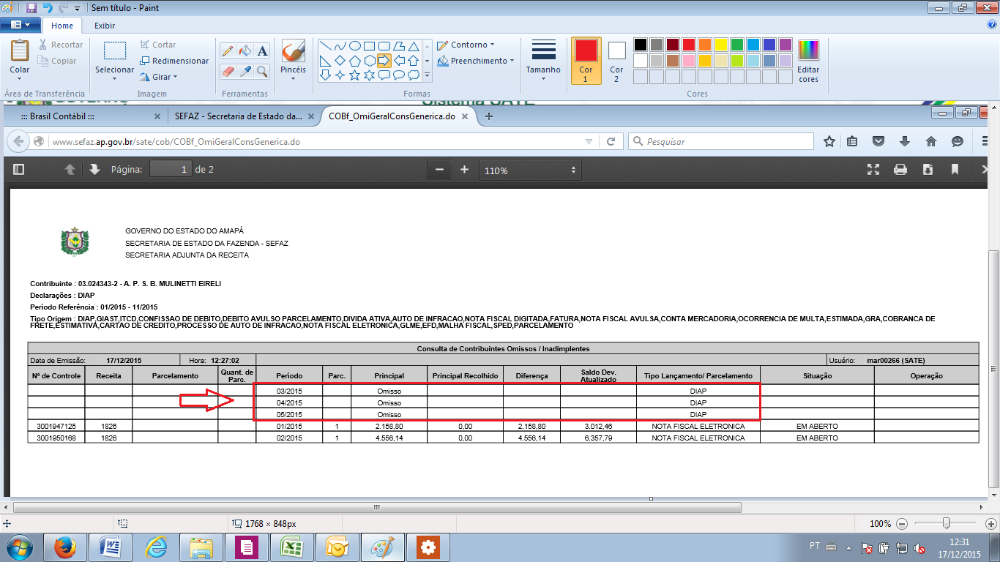 Sem título - Paint
Home Exibir
Colar Recortar Copiar
Selecionar Cortar Redimensionar Girar
Pincéis
Contorno Preenchimento
Tamanho
Cor 1 Cor 2
Editar cores
Área de Transferência Imagem Ferramentas Formas Cores
Sistema SATE
::: Brasil Contábil ::: SEFAZ - Secretaria de Estado da... COBf_OmiGeralConsGenerica.do
www.sefaz.ap.gov.br/sate/cob/COBf_OmiGeralConsGenerica.do Pesquisar
Página: 1 de 2 110%
GOVERNO DO ESTADO DO AMAPÁ
SECRETARIA DE ESTADO DA FAZENDA - SEFAZ
SECRETARIA ADJUNTA DA RECEITA
Contribuinte : 03.024343-2 - A. P. S. B. MULINETTI EIRELI
Declarações : DIAP
Período Referência : 01/2015 - 11/2015
Tipo Origem : DIAP,GIAST,ITCD,CONFISSAO DE DEBITO,DEBITO AVULSO PARCELAMENTO,DIVIDA ATIVA,AUTO DE INFRACAO,NOTA FISCAL DIGITADA,FATURA,NOTA FISCAL AVULSA,CONTA MERCADORIA,OCORRENCIA DE MULTA,ESTIMADA,GRA,COBRANCA DE
FRETE,ESTIMATIVA,CARTAO DE CREDITO,PROCESSO DE AUTO DE INFRACAO,NOTA FISCAL ELETRONICA,GLME,EFD,MALHA FISCAL,SPED,PARCELAMENTO
Consulta de Contribuintes Omissos / Inadimplentes
Data de Emissão: 17/12/2015 Hora: 12:27:02 Usuário: mar00266 (SATE)
Nº de Controle Receita Parcelamento Quant. de Parc. Período Parc. Principal Principal Recolhido Diferença Saldo Dev. Atualizado Tipo Lançamento/ Parcelamento Situação Operação
03/2015 Omisso DIAP
04/2015 Omisso DIAP
05/2015 Omisso DIAP
3001947125 1826 01/2015 1 2.158,80 0,00 2.158,80 3.012,46 NOTA FISCAL ELETRONICA EM ABERTO
3001950168 1826 02/2015 1 4.556,14 0,00 4.556,14 6.357,79 NOTA FISCAL ELETRONICA EM ABERTO
1768 × 848px 100%
PT 12:31
17/12/2015